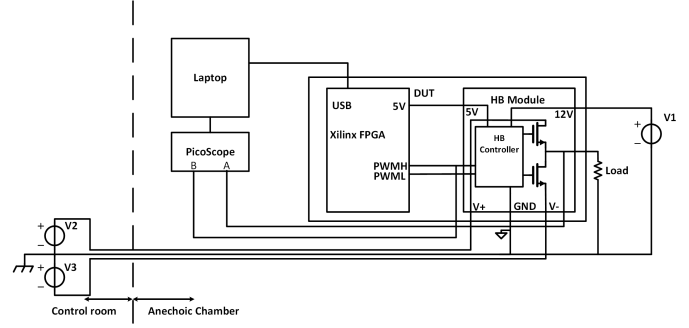 Laptop
PicoScope
B A
DUT
USB
5V
Xilinx FPGA
PWMH
PWML
HB Module
5V
12V
HB
Controller
V+
GND
V-
Load
V1
+
−
V2
+
−
V3
+
−
Control room
Anechoic Chamber